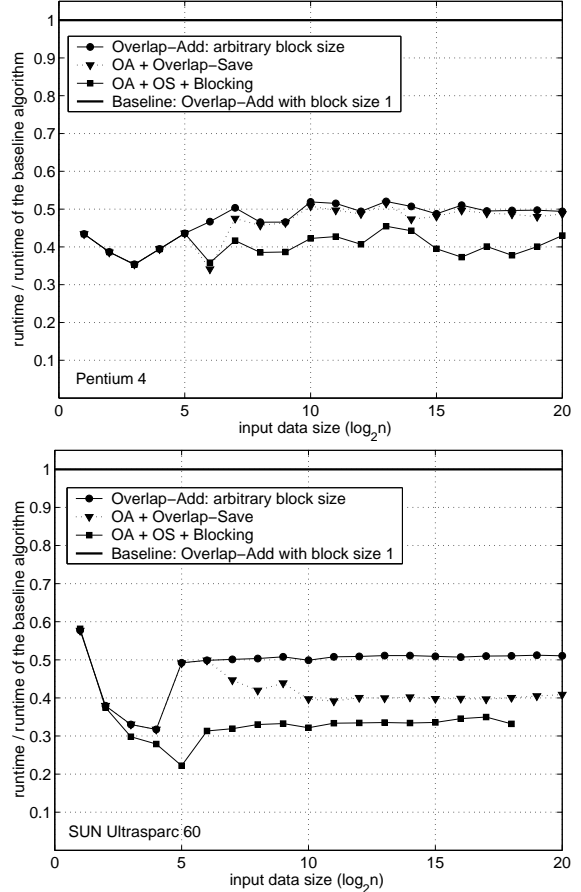 1
0.9
0.8
0.7
0.6
0.5
0.4
0.3
0.2
0.1
runtime / runtime of the baseline algorithm
Overlap−Add: arbitrary block size
OA + Overlap−Save
OA + OS + Blocking
Baseline: Overlap−Add with block size 1
Pentium 4
0 5 10 15 20
input data size (log2n)
1
0.9
0.8
0.7
0.6
0.5
0.4
0.3
0.2
0.1
runtime / runtime of the baseline algorithm
Overlap−Add: arbitrary block size
OA + Overlap−Save
OA + OS + Blocking
Baseline: Overlap−Add with block size 1
SUN Ultrasparc 60
0 5 10 15 20
input data size (log2n)